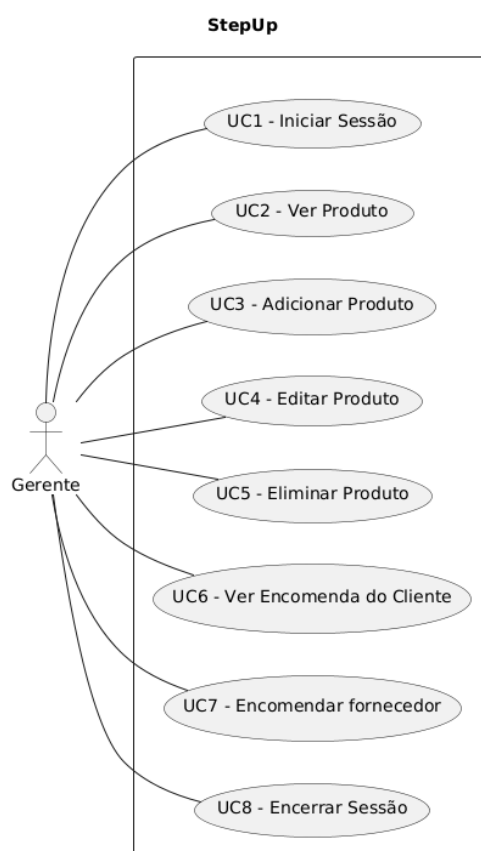 StepUp
UC1 - Iniciar Sessão
UC2 - Ver Produto
UC3 - Adicionar Produto
UC4 - Editar Produto
Gerente
UC5 - Eliminar Produto
UC6 - Ver Encomenda do Cliente
UC7 - Encomendar fornecedor
UC8 - Encerrar Sessão